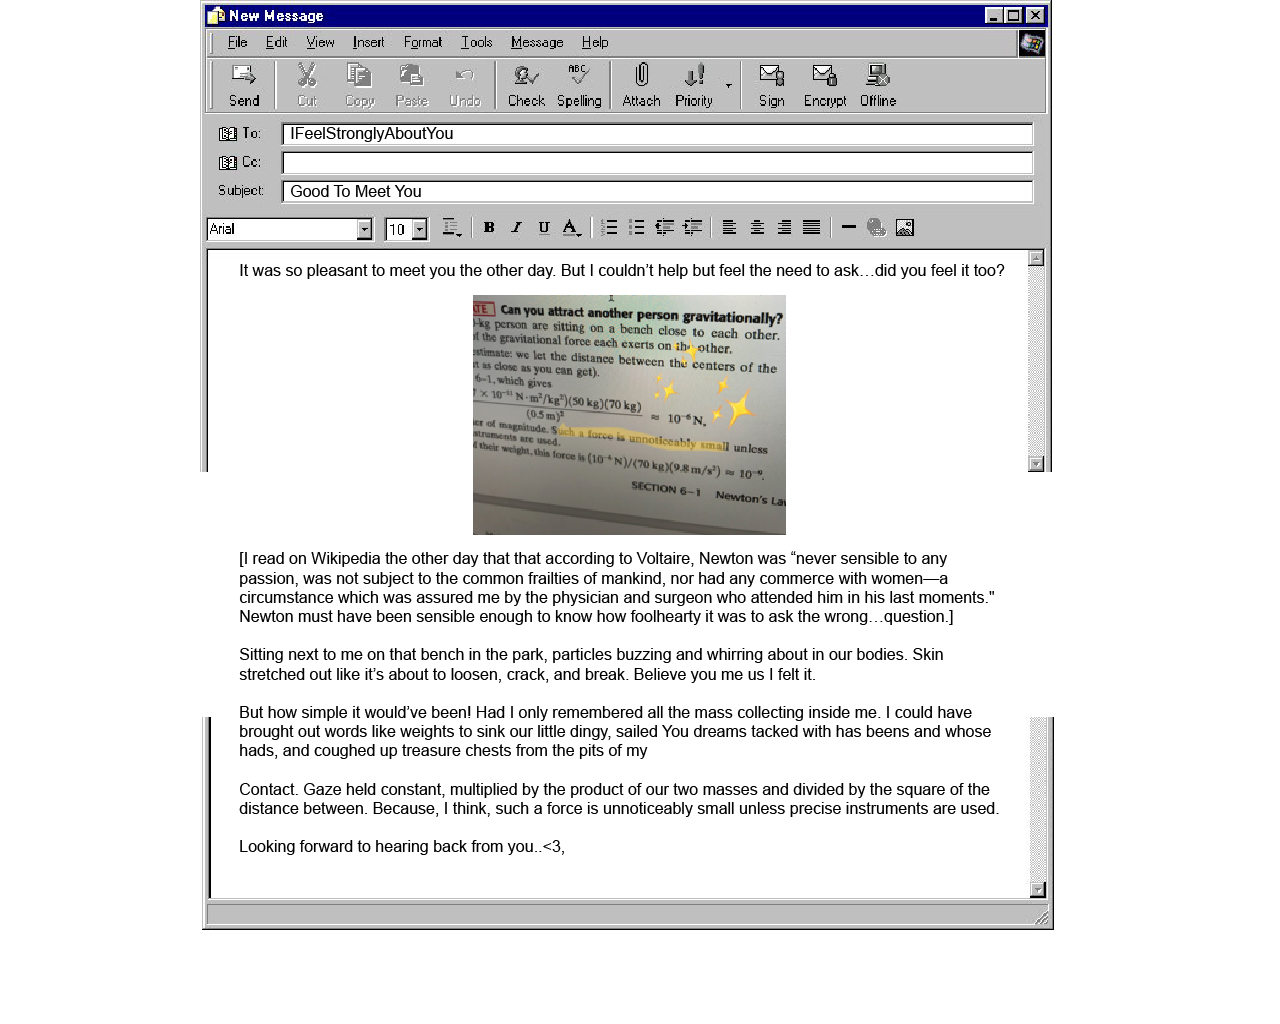 New Message
File Edit View Insert Format Tools Message Help
Send Cut Copy Paste Undo Check Spelling Attach Priority Sign Encrypt Offline
To: IFeelStronglyAboutYou
Cc:
Subject: Good To Meet You
Arial 10 B I U A
It was so pleasant to meet you the other day. But I couldn’t help but feel the need to ask…did you feel it too?
Can you attract another person gravitationally?
-kg person are sitting on a bench close to each other.
the gravitational force each exerts on the other.
estimate: we let the distance between the centers of the
as close as you can get).
6–1, which gives
× 10⁻¹¹ N·m²/kg²)(50 kg)(70 kg)
(0.5 m)²
≈ 10⁻⁶ N,
er of magnitude. Such a force is unnoticeably small unless
struments are used.
their weight, this force is (10⁻⁶ N)/(70 kg)(9.8 m/s²) ≈ 10⁻⁹.
SECTION 6–1 Newton's La
[I read on Wikipedia the other day that that according to Voltaire, Newton was “never sensible to any
passion, was not subject to the common frailties of mankind, nor had any commerce with women—a
circumstance which was assured me by the physician and surgeon who attended him in his last moments."
Newton must have been sensible enough to know how foolhearty it was to ask the wrong…question.]
Sitting next to me on that bench in the park, particles buzzing and whirring about in our bodies. Skin
stretched out like it’s about to loosen, crack, and break. Believe you me us I felt it.
But how simple it would’ve been! Had I only remembered all the mass collecting inside me. I could have
brought out words like weights to sink our little dingy, sailed You dreams tacked with has beens and whose
hads, and coughed up treasure chests from the pits of my
Contact. Gaze held constant, multiplied by the product of our two masses and divided by the square of the
distance between. Because, I think, such a force is unnoticeably small unless precise instruments are used.
Looking forward to hearing back from you..<3,